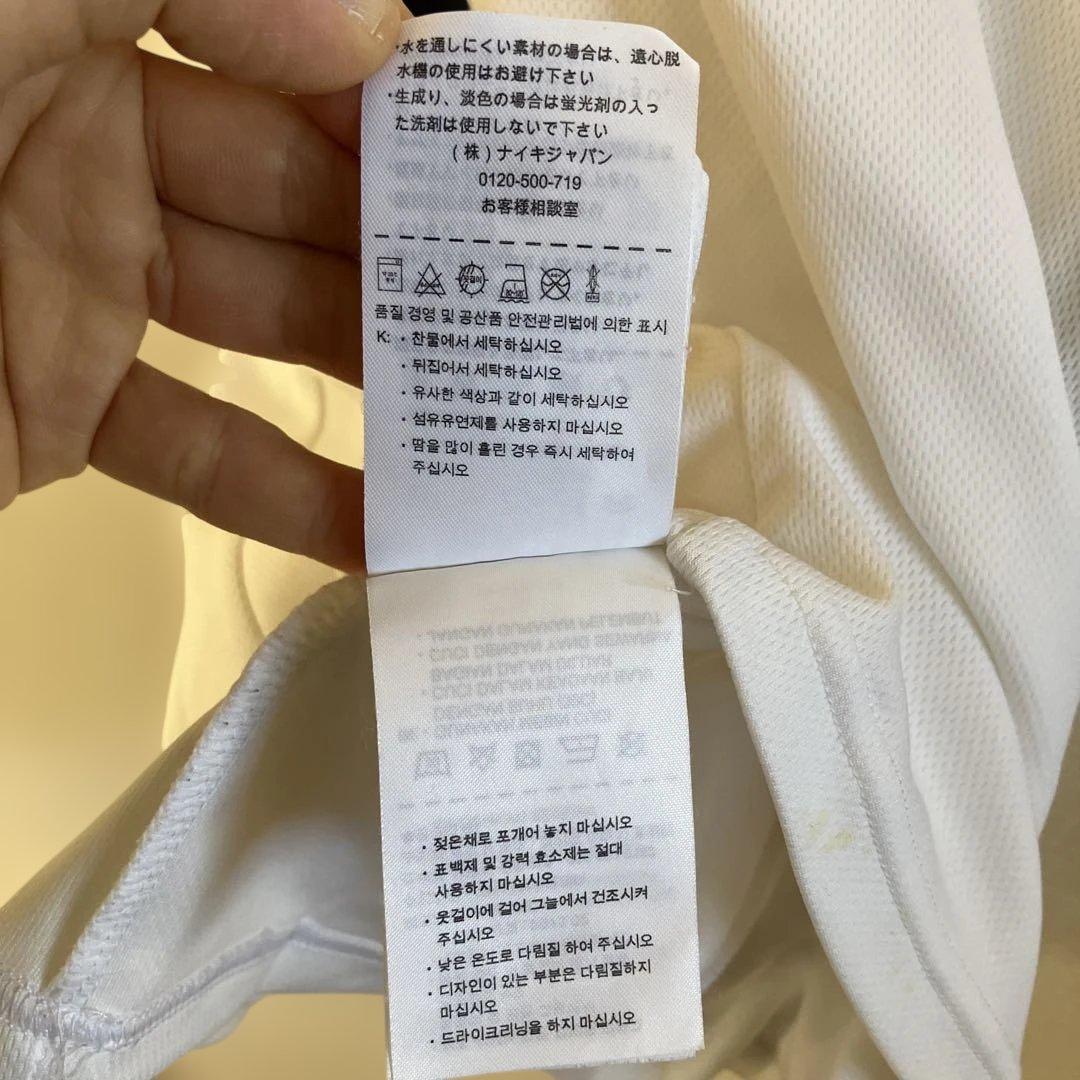 ・水を通しにくい素材の場合は、遠心脱
水機の使用はお避け下さい
・生成り、淡色の場合は蛍光剤の入っ
た洗剤は使用しないで下さい
(株)ナイキジャパン
0120-500-719
お客様相談室
품질 경영 및 공산품 안전관리법에 의한 표시
K: ・찬물에서 세탁하십시오
・뒤집어서 세탁하십시오
・유사한 색상과 같이 세탁하십시오
・섬유유연제를 사용하지 마십시오
・땀을 많이 흘린 경우 즉시 세탁하여
주십시오
・젖은채로 포개어 놓지 마십시오
・표백제 및 강력 효소제는 절대
사용하지 마십시오
・옷걸이에 걸어 그늘에서 건조시켜
주십시오
・낮은 온도로 다림질 하여 주십시오
・디자인이 있는 부분은 다림질하지
마십시오
・드라이크리닝을 하지 마십시오